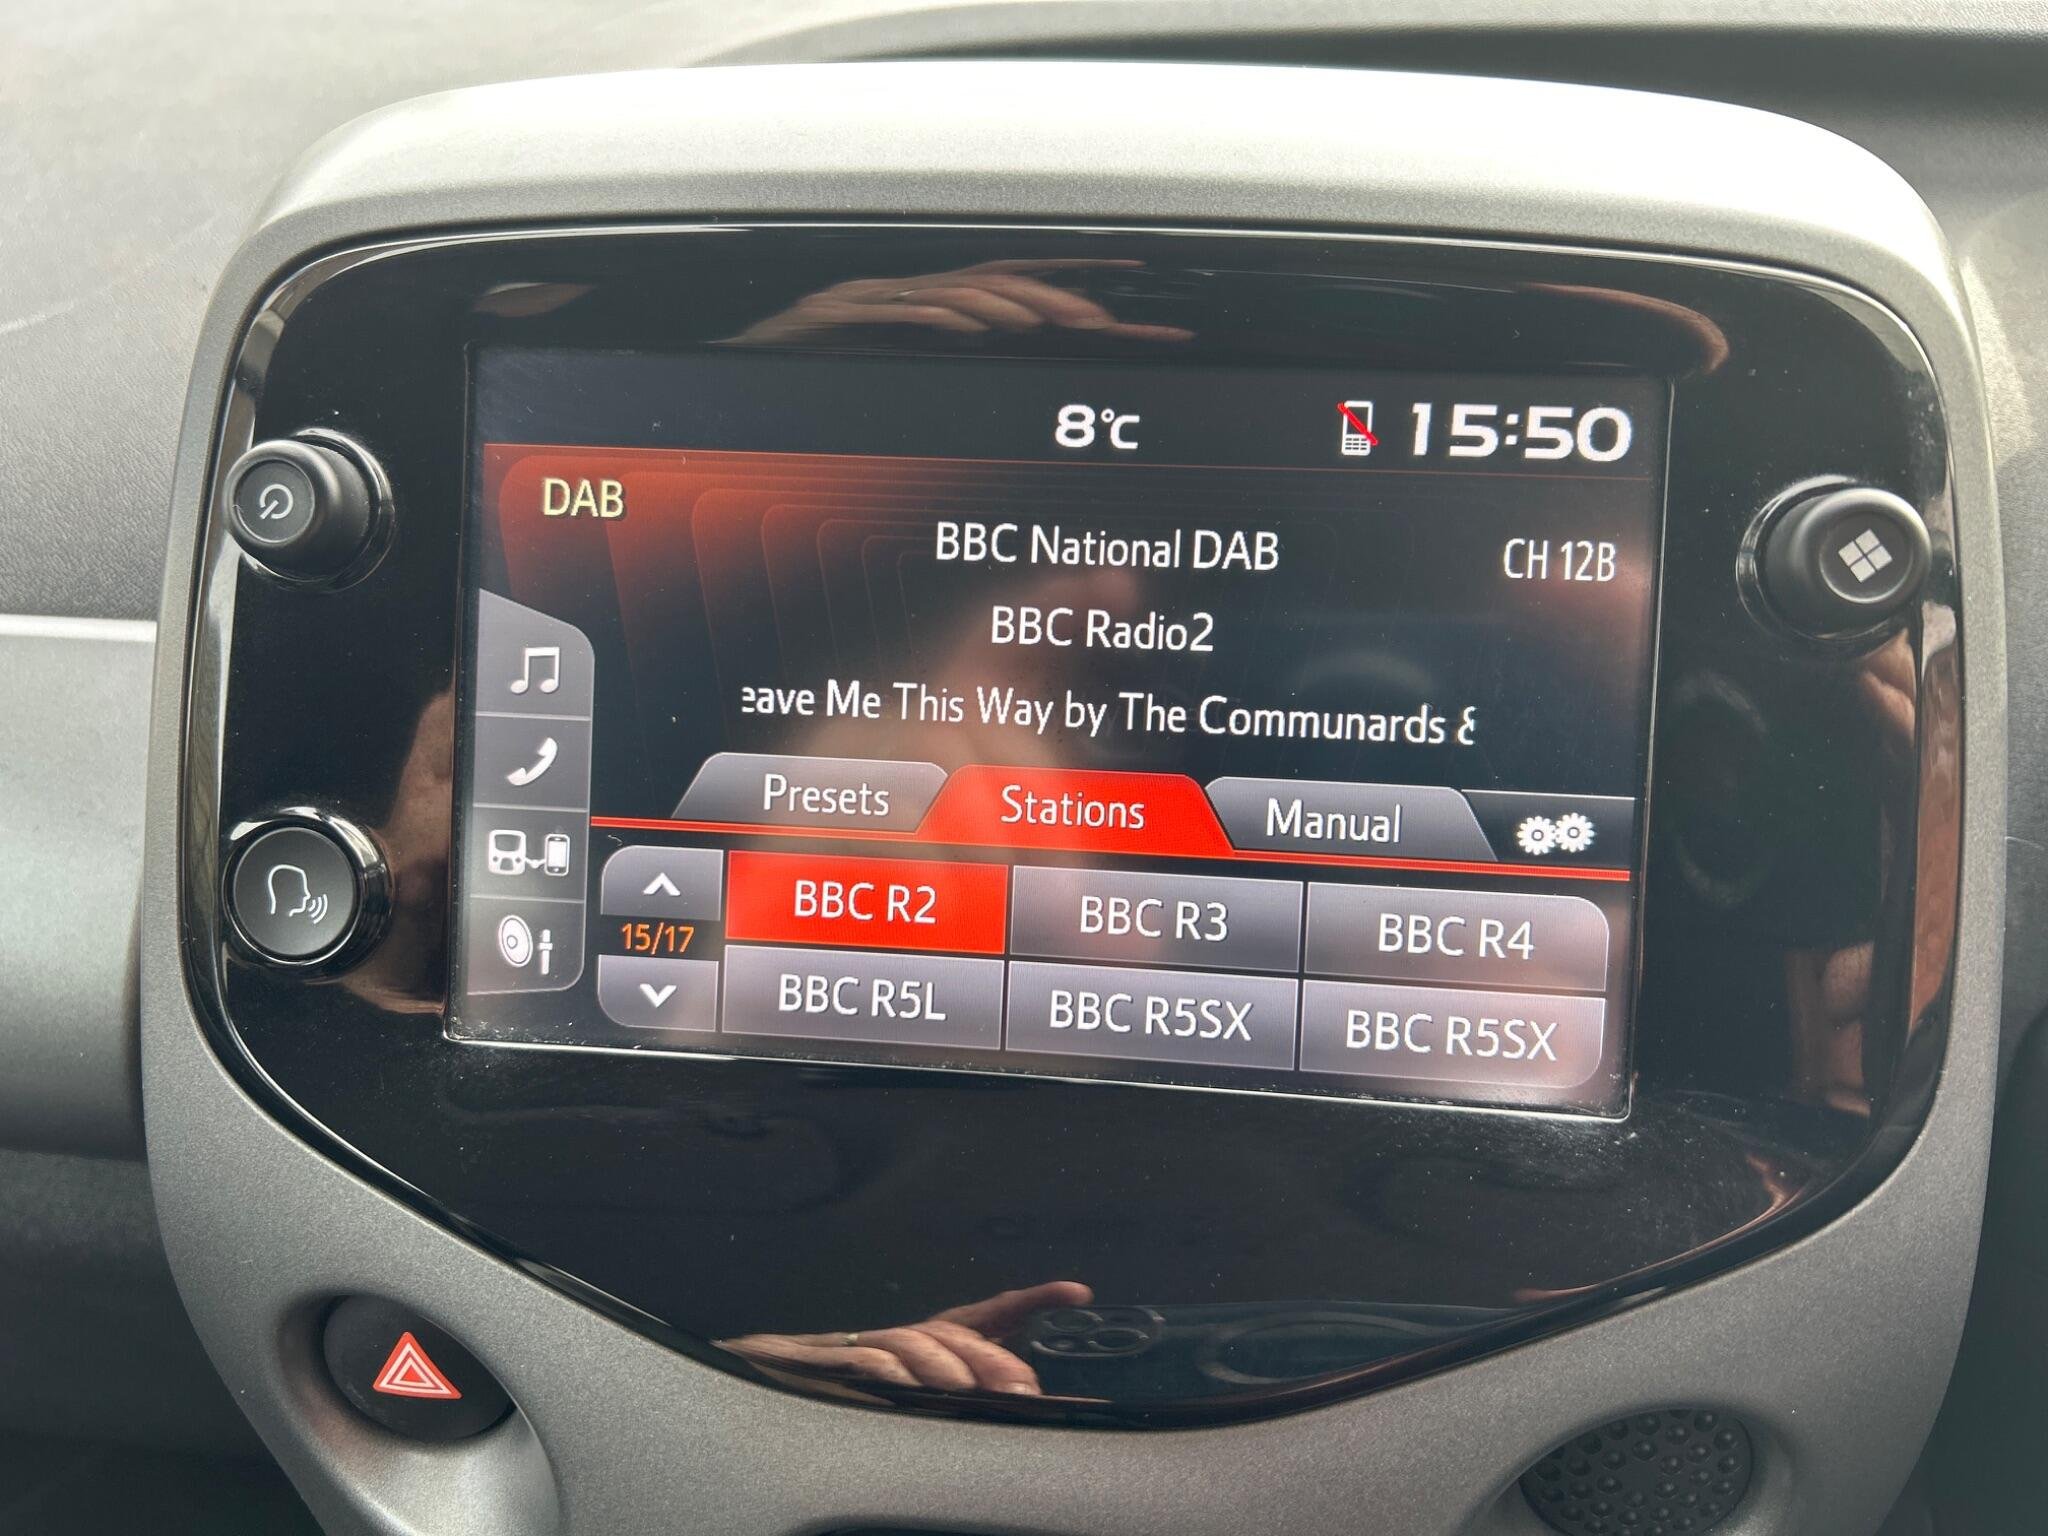 8°C 15:50
DAB
BBC National DAB CH 12B
BBC Radio2
eave Me This Way by The Communards &
Presets Stations Manual
BBC R2 BBC R3 BBC R4
15/17
BBC R5L BBC R5SX BBC R5SX